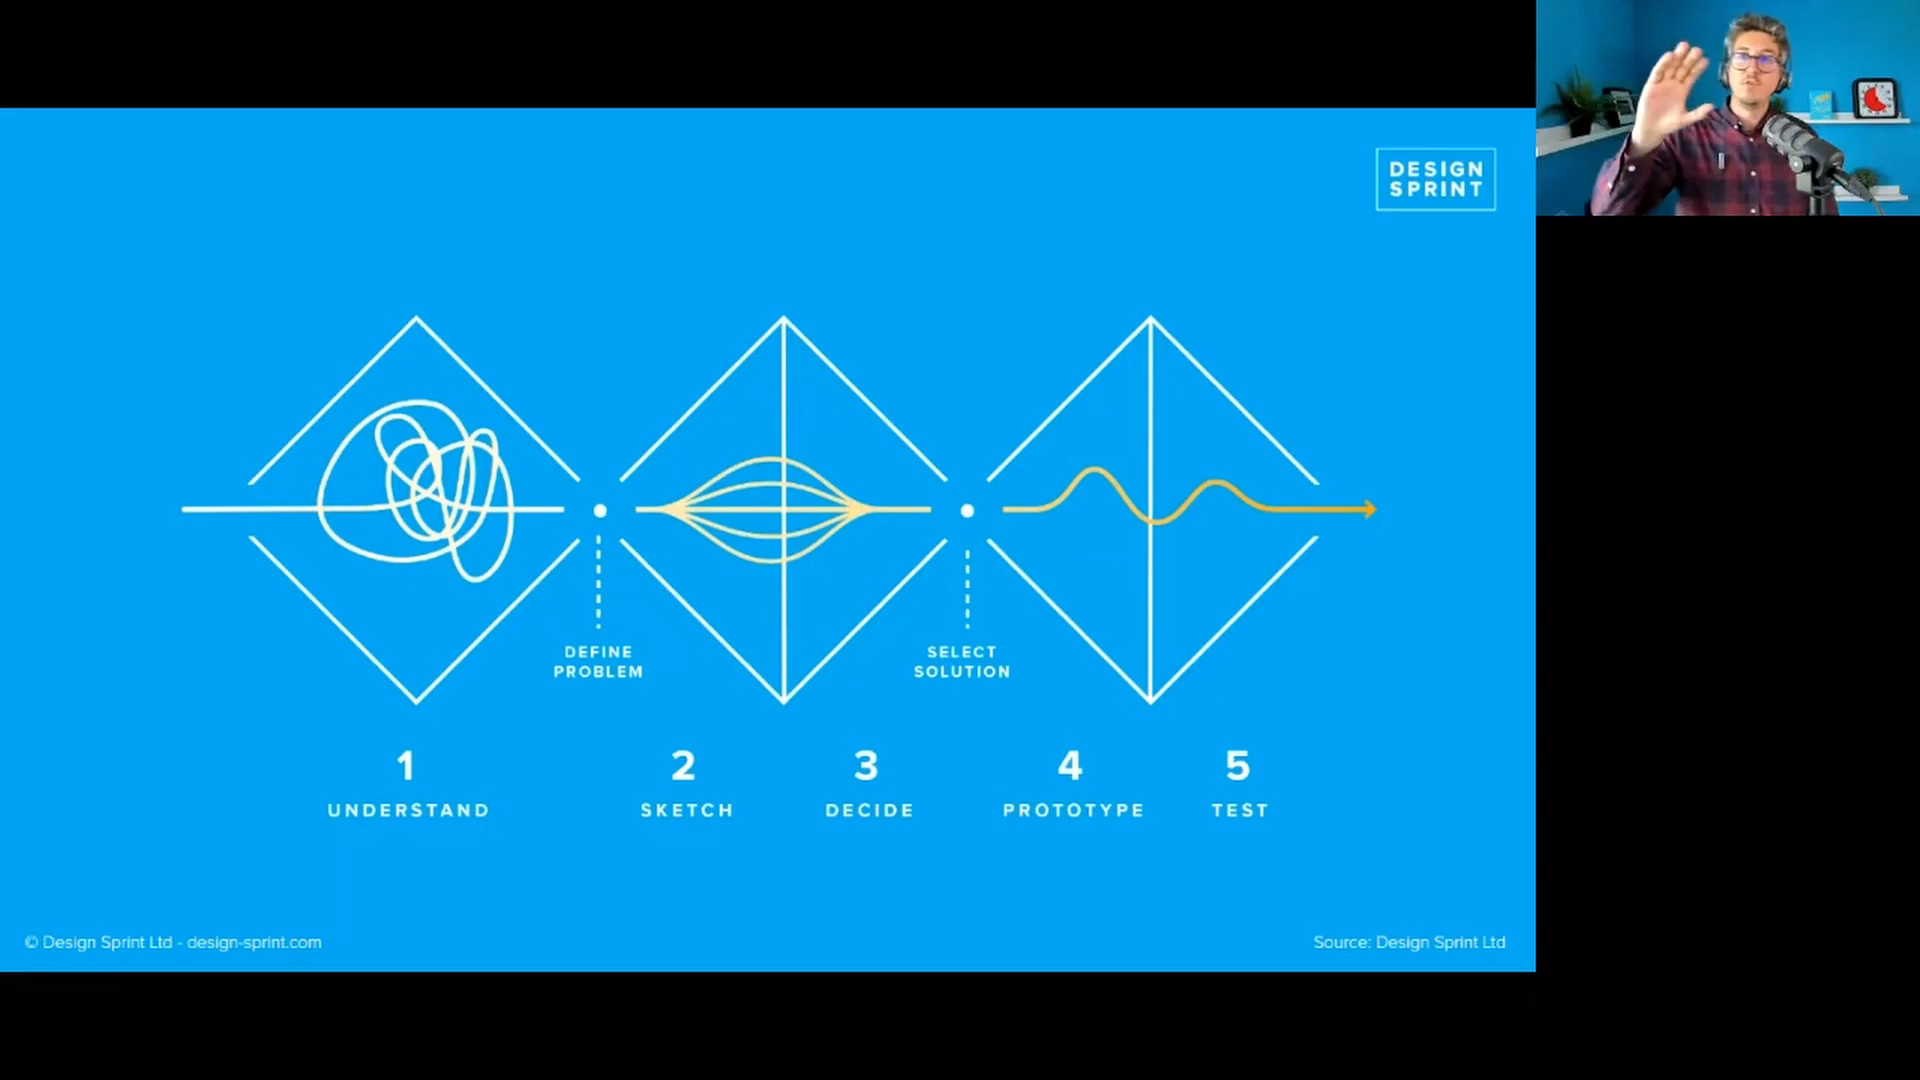 DESIGN
SPRINT
DEFINE
PROBLEM
SELECT
SOLUTION
1
2
3
4
5
UNDERSTAND
SKETCH
DECIDE
PROTOTYPE
TEST
© Design Sprint Ltd - design-sprint.com
Source: Design Sprint Ltd